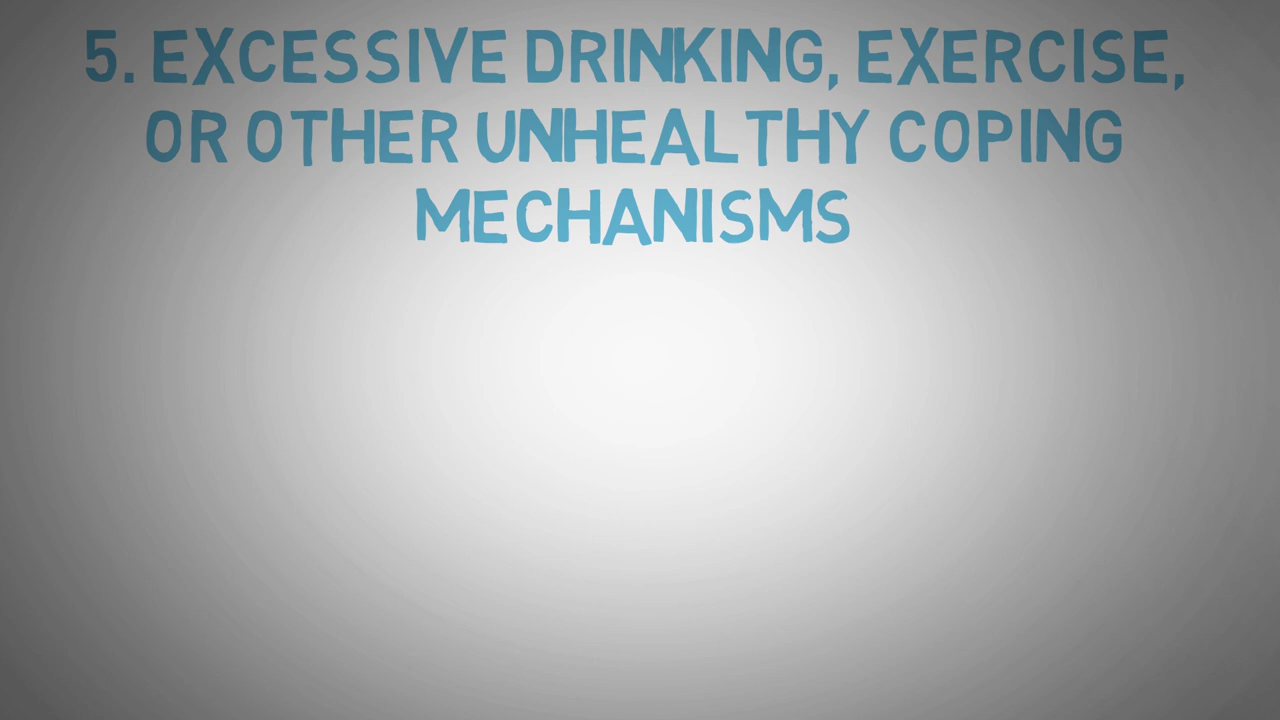 5. EXCESSIVE DRINKING, EXERCISE,
OR OTHER UNHEALTHY COPING
MECHANISMS